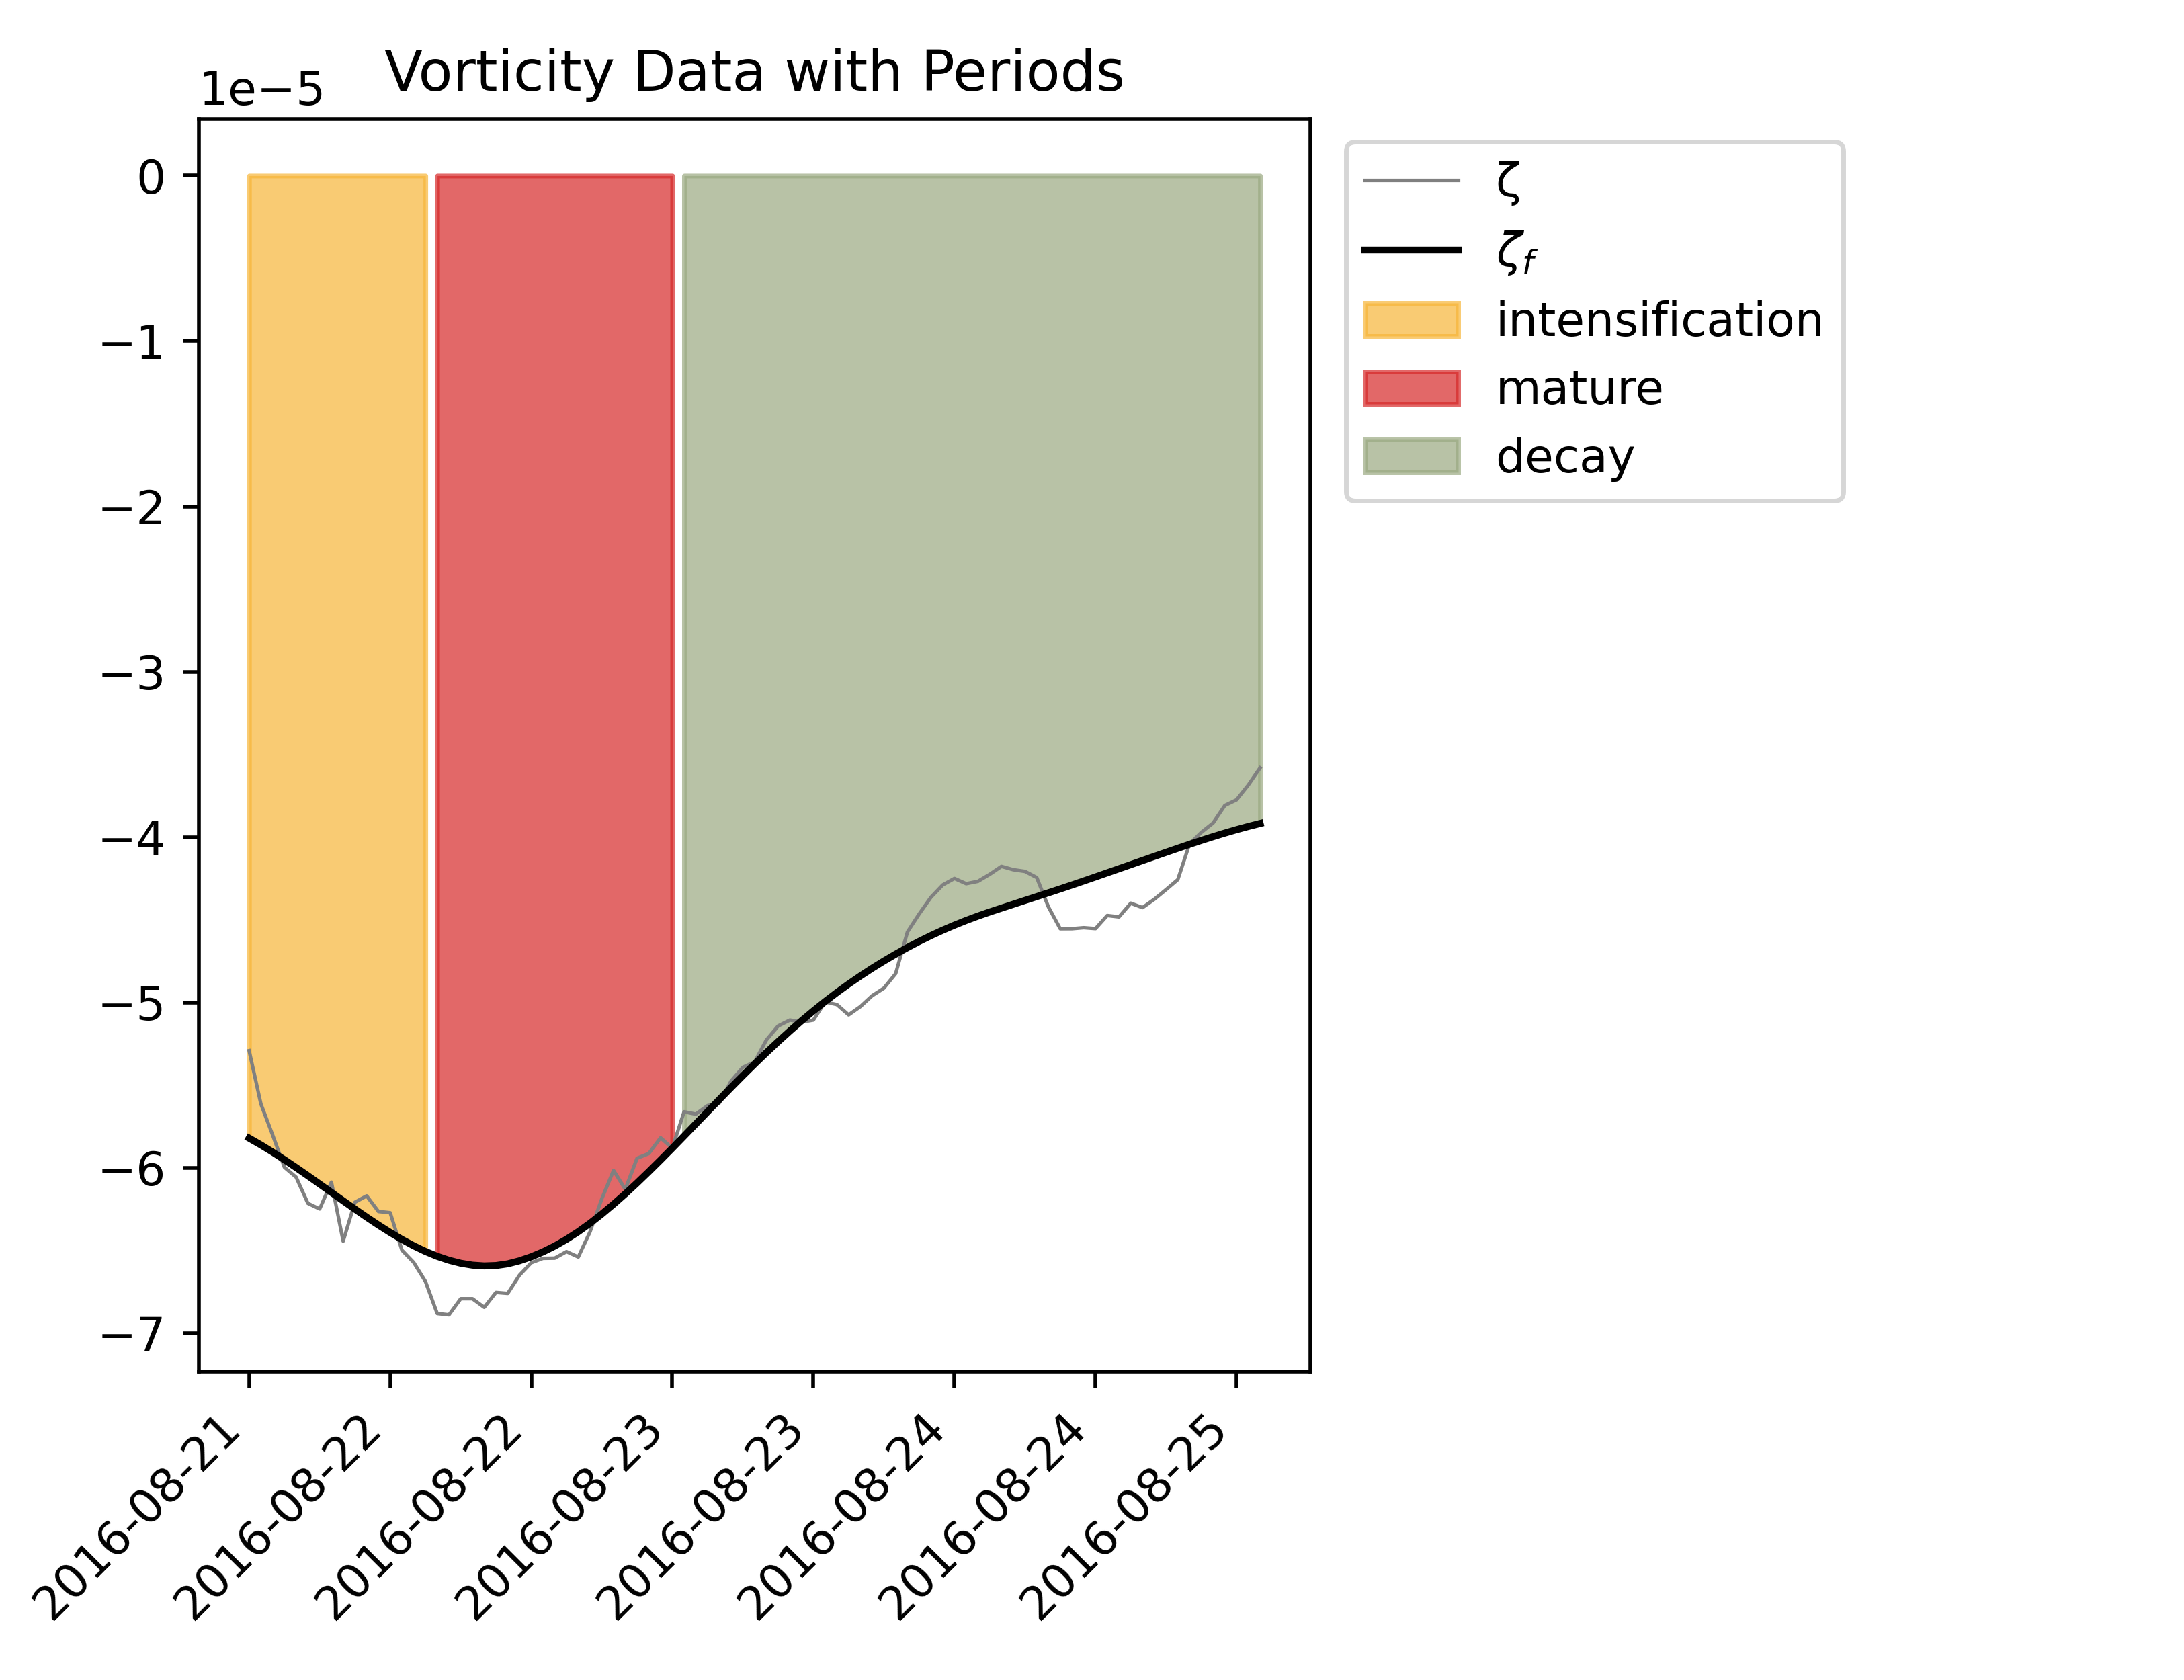 Vorticity Data with Periods
1e−5
0
−1
−2
−3
−4
−5
−6
−7
2016-08-21
2016-08-22
2016-08-22
2016-08-23
2016-08-23
2016-08-24
2016-08-24
2016-08-25
ζ
ζf
intensification
mature
decay